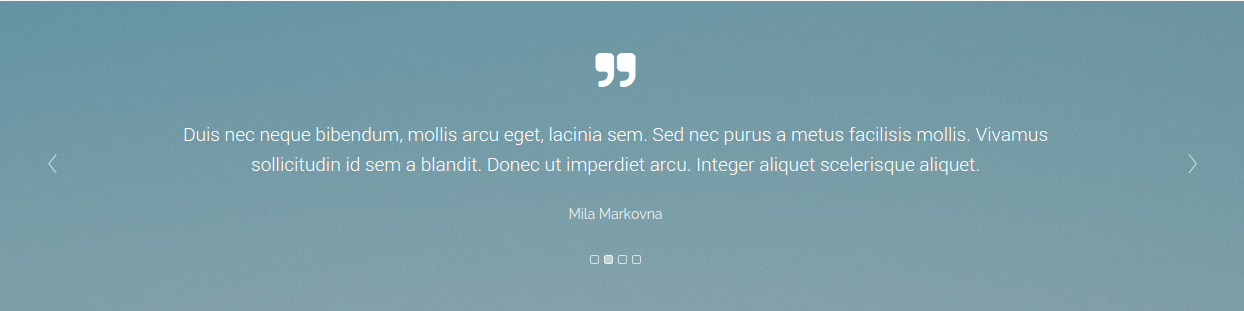 Duis nec neque bibendum, mollis arcu eget, lacinia sem. Sed nec purus a metus facilisis mollis. Vivamus
sollicitudin id sem a blandit. Donec ut imperdiet arcu. Integer aliquet scelerisque aliquet.
Mila Markovna